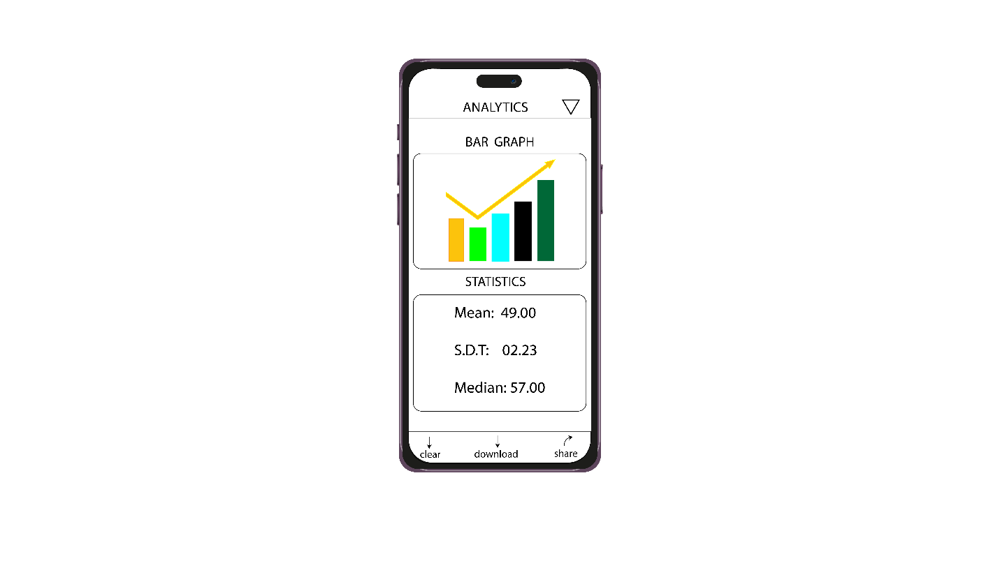 ANALYTICS
BAR GRAPH
STATISTICS
Mean: 49.00
S.D.T: 02.23
Median: 57.00
clear download share